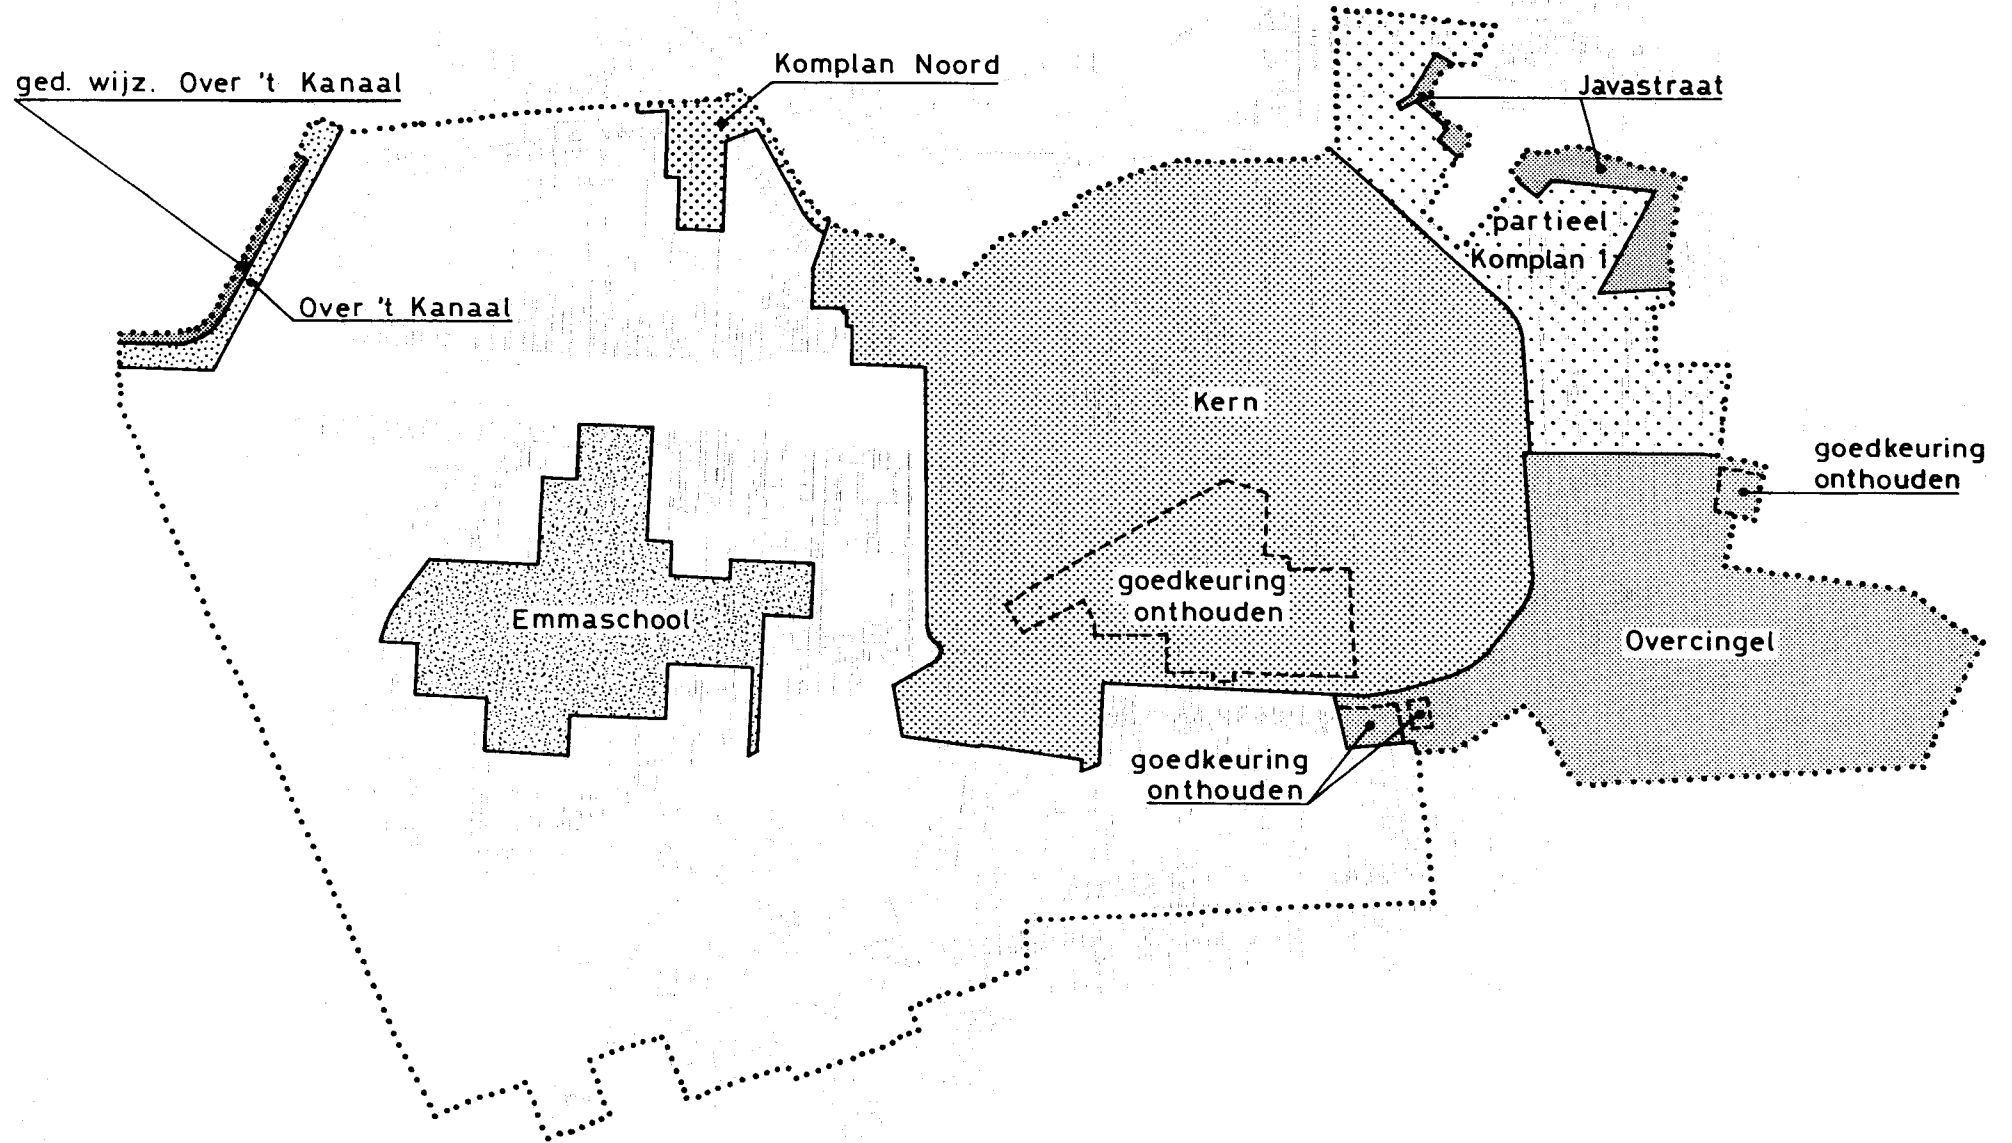 Komplan Noord
ged. wijz. Over 't Kanaal
Javastraat
partieel
Komplan 1
Over 't Kanaal
Kern
goedkeuring
onthouden
goedkeuring
onthouden
Emmaschool
Overcingel
goedkeuring
onthouden